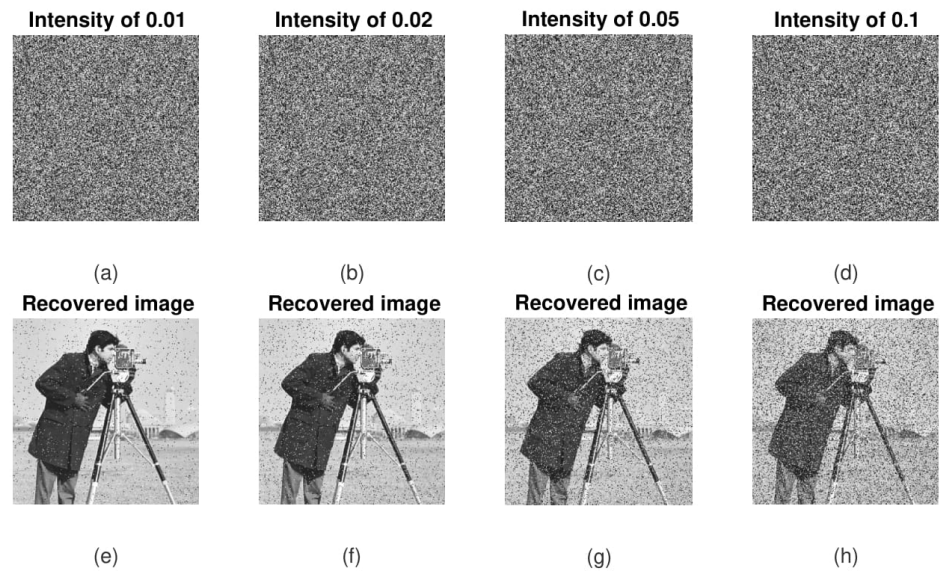 Intensity of 0.01 Intensity of 0.02 Intensity of 0.05 Intensity of 0.1
(a) (b) (c) (d)
Recovered image Recovered image Recovered image Recovered image
(e) (f) (g) (h)